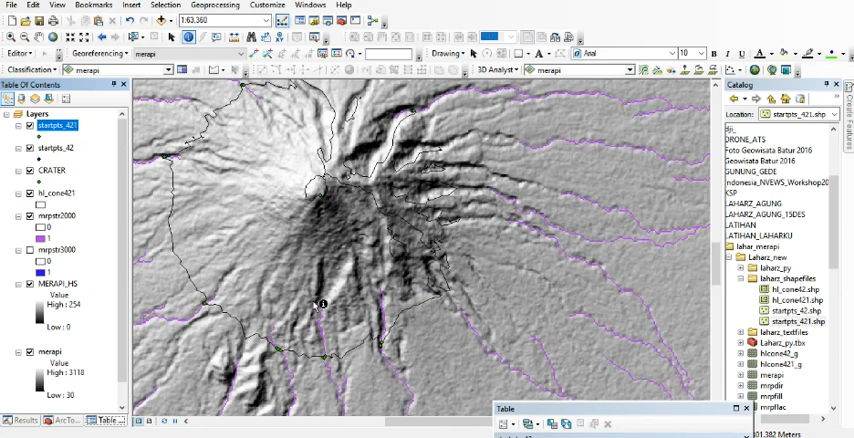 File Edit View Bookmarks Insert Selection Geoprocessing Customize Windows Help
1:63,360
Editor Georeferencing merapi Drawing A Arial 10 B I U A
Classification merapi 3D Analyst merapi
Table Of Contents
Layers
startpts_421
startpts_42
CRATER
hl_cone421
mrpstr2000
0
1
mrpstr3000
0
1
MERAPI_HS
Value
High : 254
Low : 0
merapi
Value
High : 3118
Low : 30
Results ArcTo... Table ...
Table
Catalog
Location: startpts_421.shp
DRONE_ATS
Foto Geowisata Batur 2016
Geowisata Batur 2016
GUNUNG_GEDE
Indonesia_NVEWS_Workshop20
KSP
LAHARZ_AGUNG
LAHARZ_AGUNG_15DES
LATIHAN
LATIHAN_LAHARKU
lahar_merapi
Laharz_new
laharz_py
laharz_shapefiles
hl_cone42.shp
hl_cone421.shp
startpts_42.shp
startpts_421.shp
laharz_textfiles
Laharz_py.tbx
hlcone42_g
hlcone421_g
merapi
mrpdir
mrpfill
mrpflac
Create Features
01.382 Meters